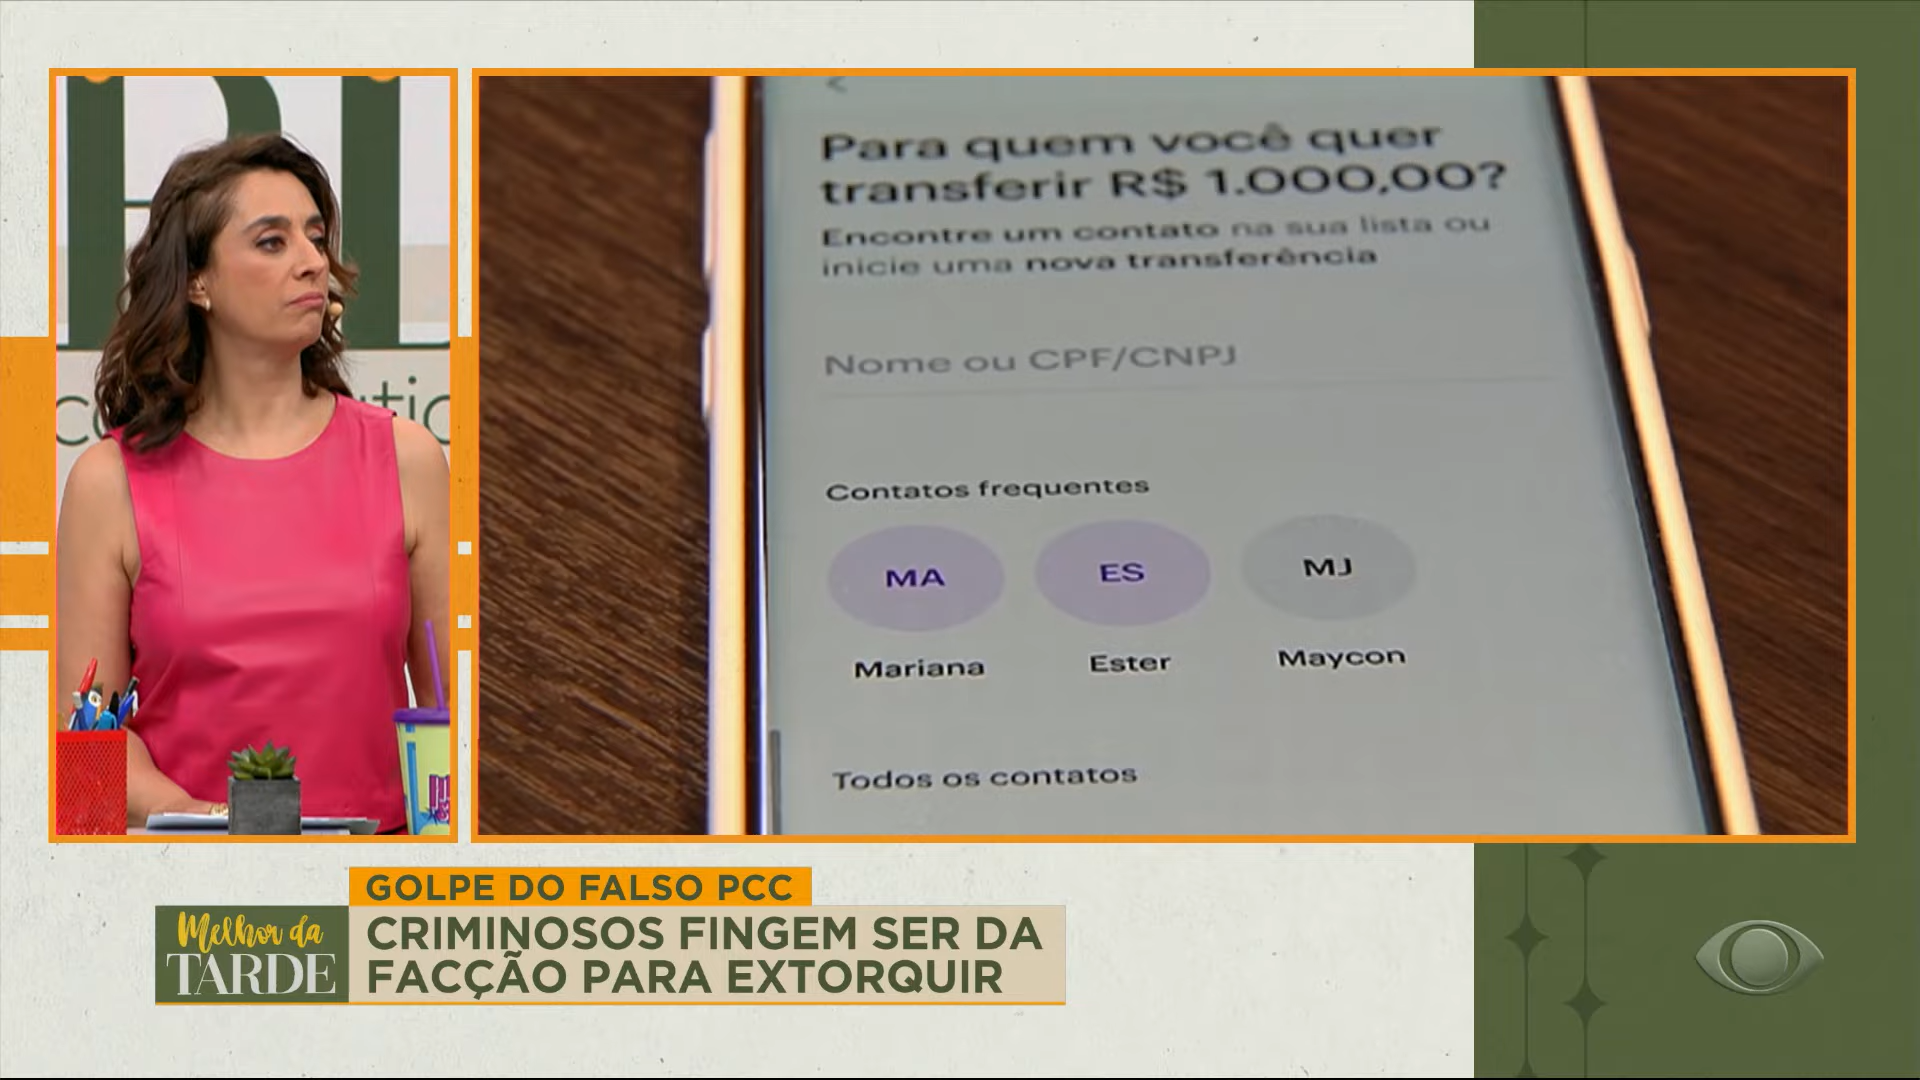 Para quem você quer
transferir R$ 1.000,00?
Encontre um contato na sua lista ou
inicie uma nova transferência
Nome ou CPF/CNPJ
Contatos frequentes
MA
ES
MJ
Mariana
Ester
Maycon
Todos os contatos
GOLPE DO FALSO PCC
Melhor da
TARDE
CRIMINOSOS FINGEM SER DA
FACÇÃO PARA EXTORQUIR